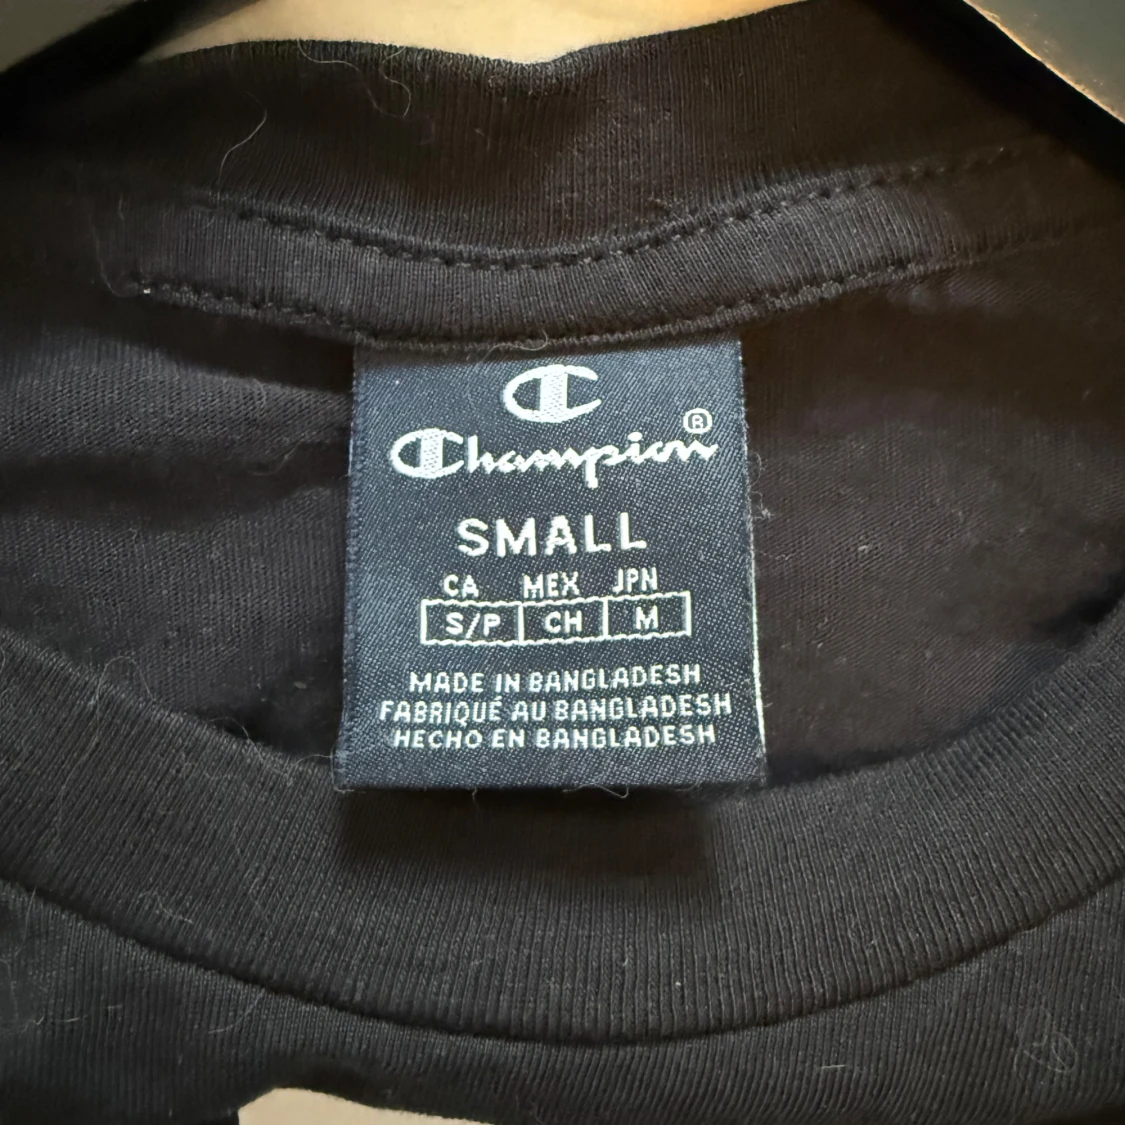 C
Champion®
SMALL
CA MEX JPN
S/P CH M
MADE IN BANGLADESH
FABRIQUÉ AU BANGLADESH
HECHO EN BANGLADESH